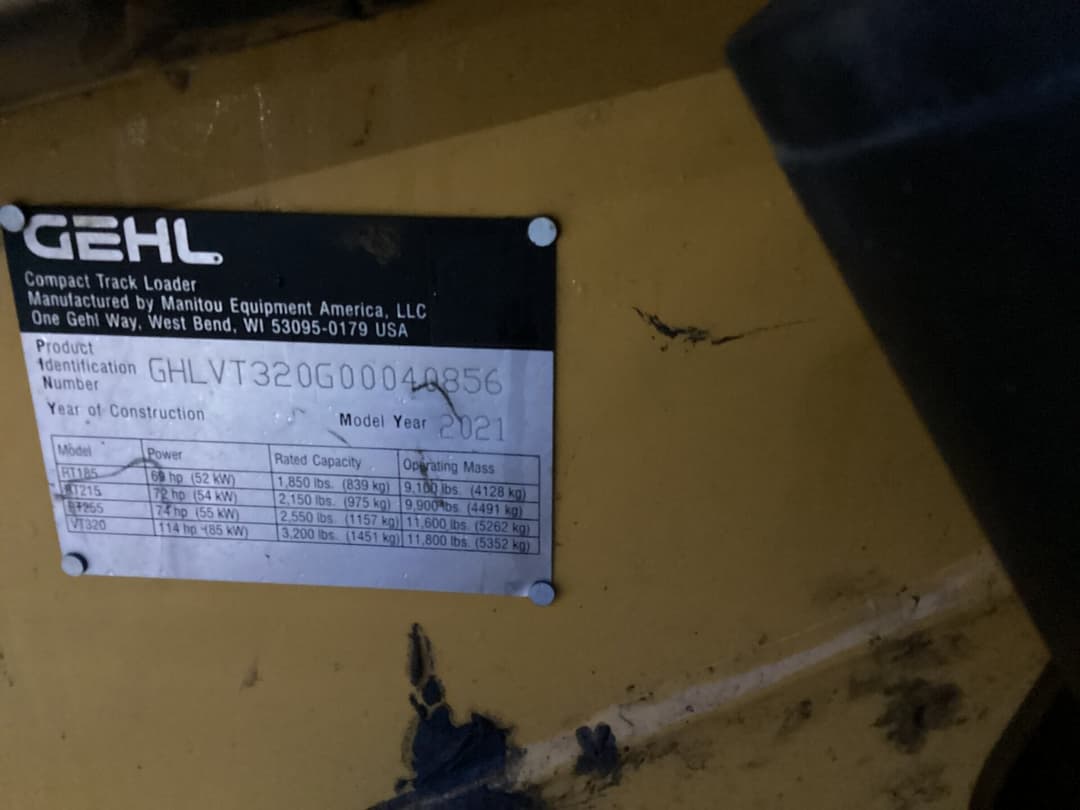 GEHL
Compact Track Loader
Manufactured by Manitou Equipment America, LLC
One Gehl Way, West Bend, WI 53095-0179 USA
Product
Identification
Number
GHLVT320G00040856
Year of Construction
Model Year 2021
Model Power Rated Capacity Operating Mass
RT185 69 hp (52 kW) 1,850 lbs. (839 kg) 9,100 lbs. (4128 kg)
RT215 72 hp (54 kW) 2,150 lbs. (975 kg) 9,900 lbs. (4491 kg)
RT255 74 hp (55 kW) 2,550 lbs. (1157 kg) 11,600 lbs. (5262 kg)
VT320 114 hp (85 kW) 3,200 lbs. (1451 kg) 11,800 lbs. (5352 kg)